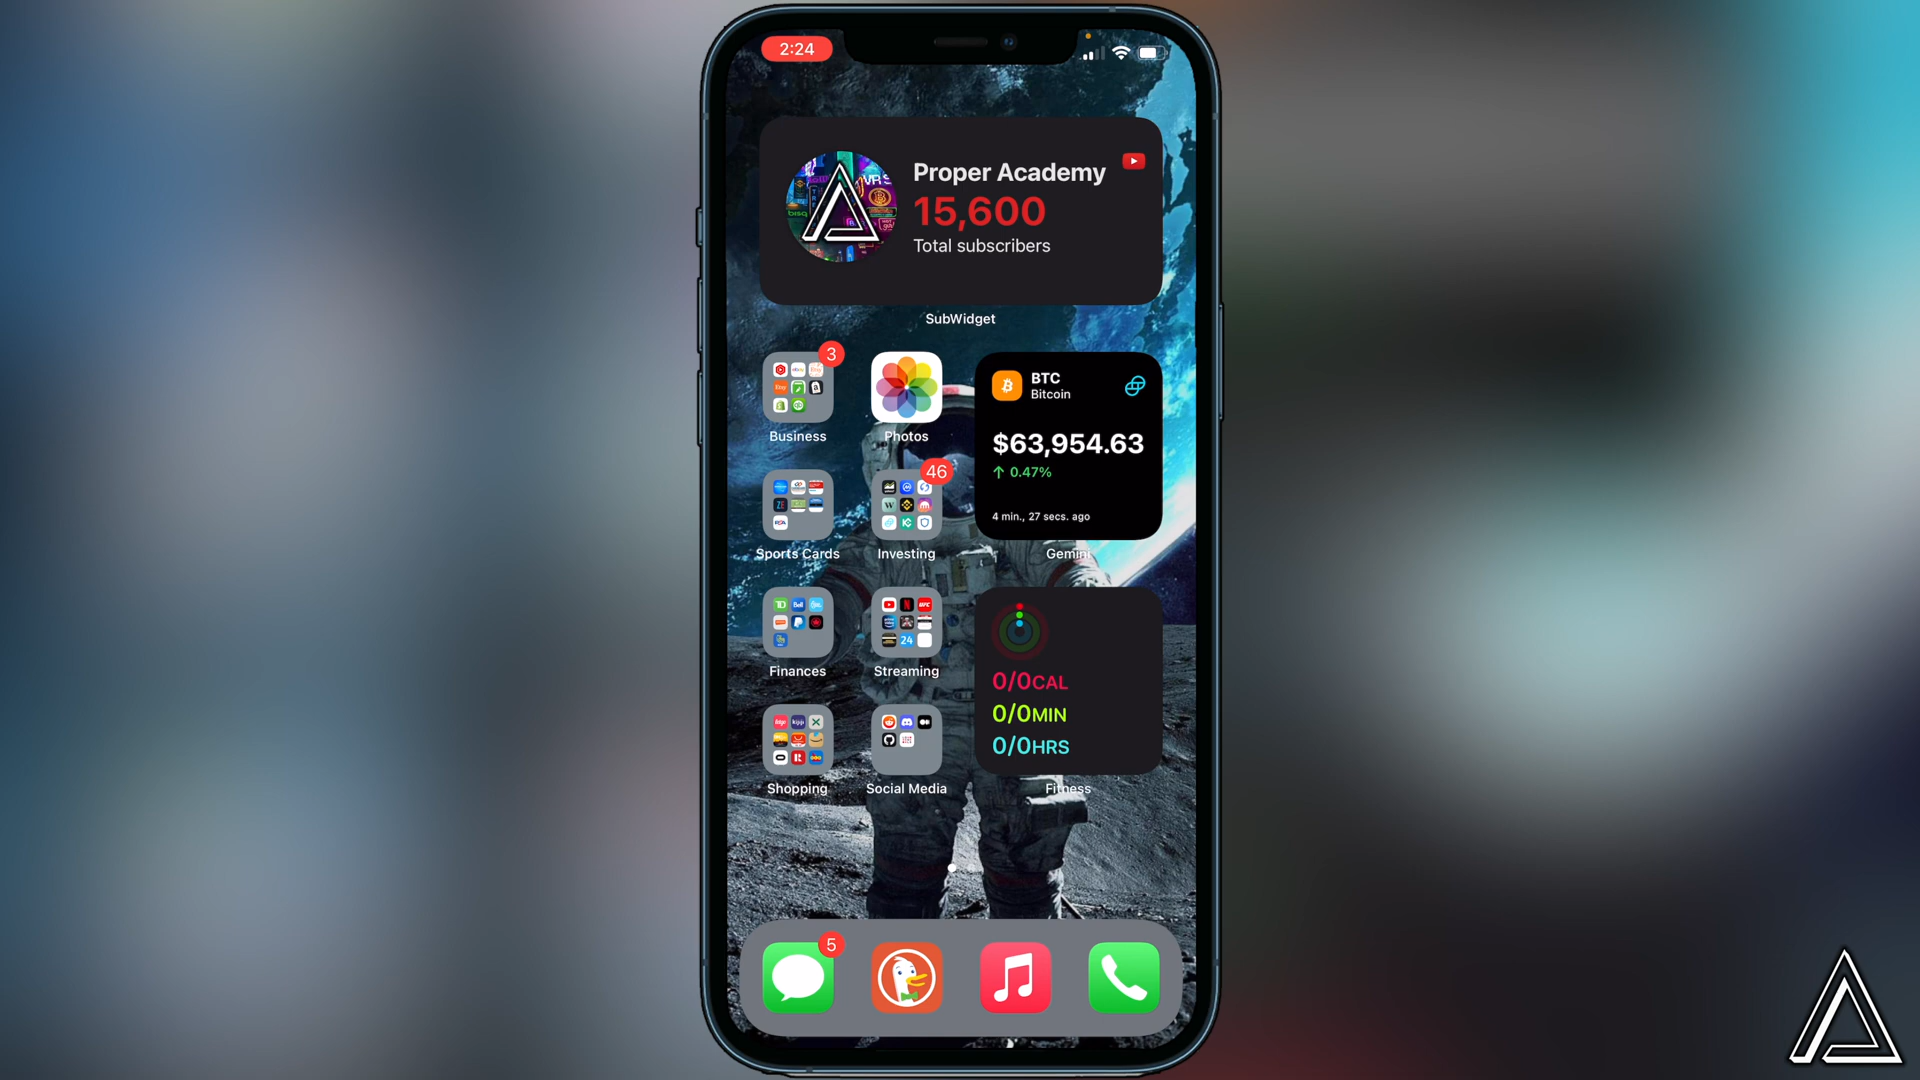 2:24
Proper Academy
15,600
Total subscribers
SubWidget
3
Business
Photos
BTC
Bitcoin
$63,954.63
↑ 0.47%
4 min., 27 secs. ago
Gemini
Sports Cards
46
Investing
Finances
Streaming
24
0/0CAL
0/0MIN
0/0HRS
Fitness
Shopping
Social Media
5